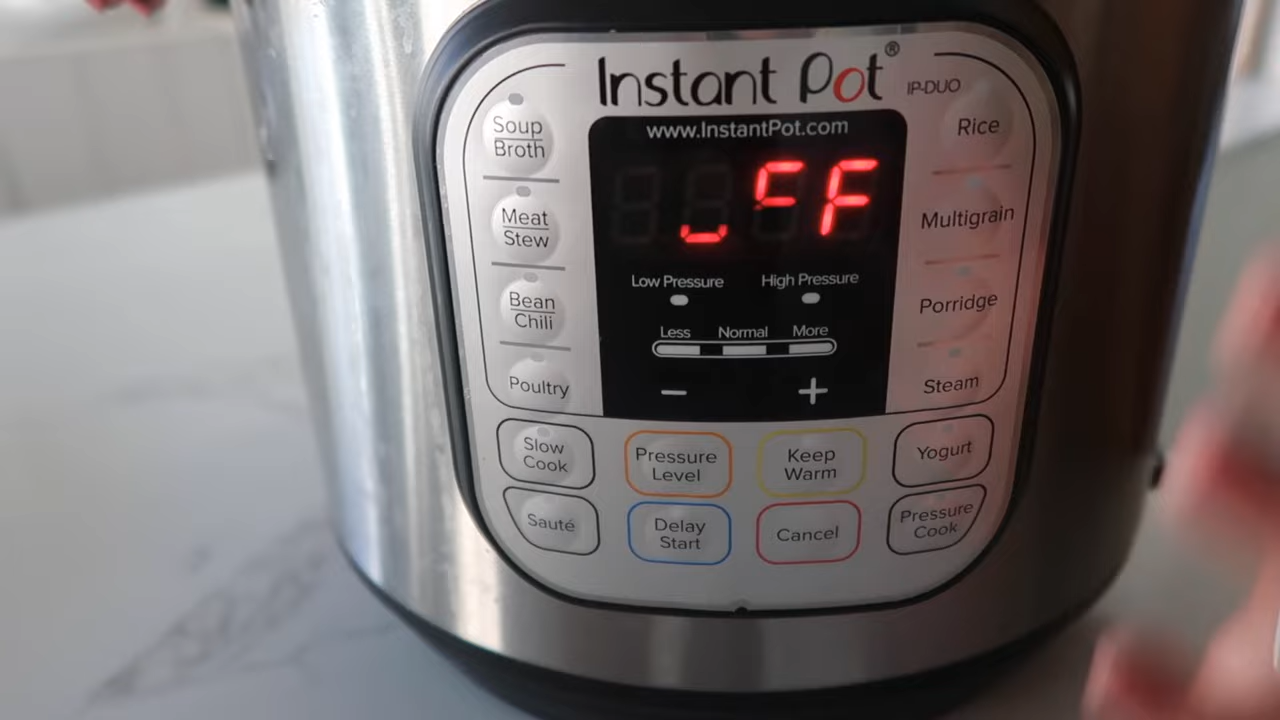 Instant Pot® IP-DUO
www.InstantPot.com
Soup
Broth
Meat
Stew
Bean
Chili
Poultry
Low Pressure High Pressure
Less Normal More
− +
Rice
Multigrain
Porridge
Steam
Slow
Cook
Pressure
Level
Keep
Warm
Yogurt
Sauté
Delay
Start
Cancel
Pressure
Cook